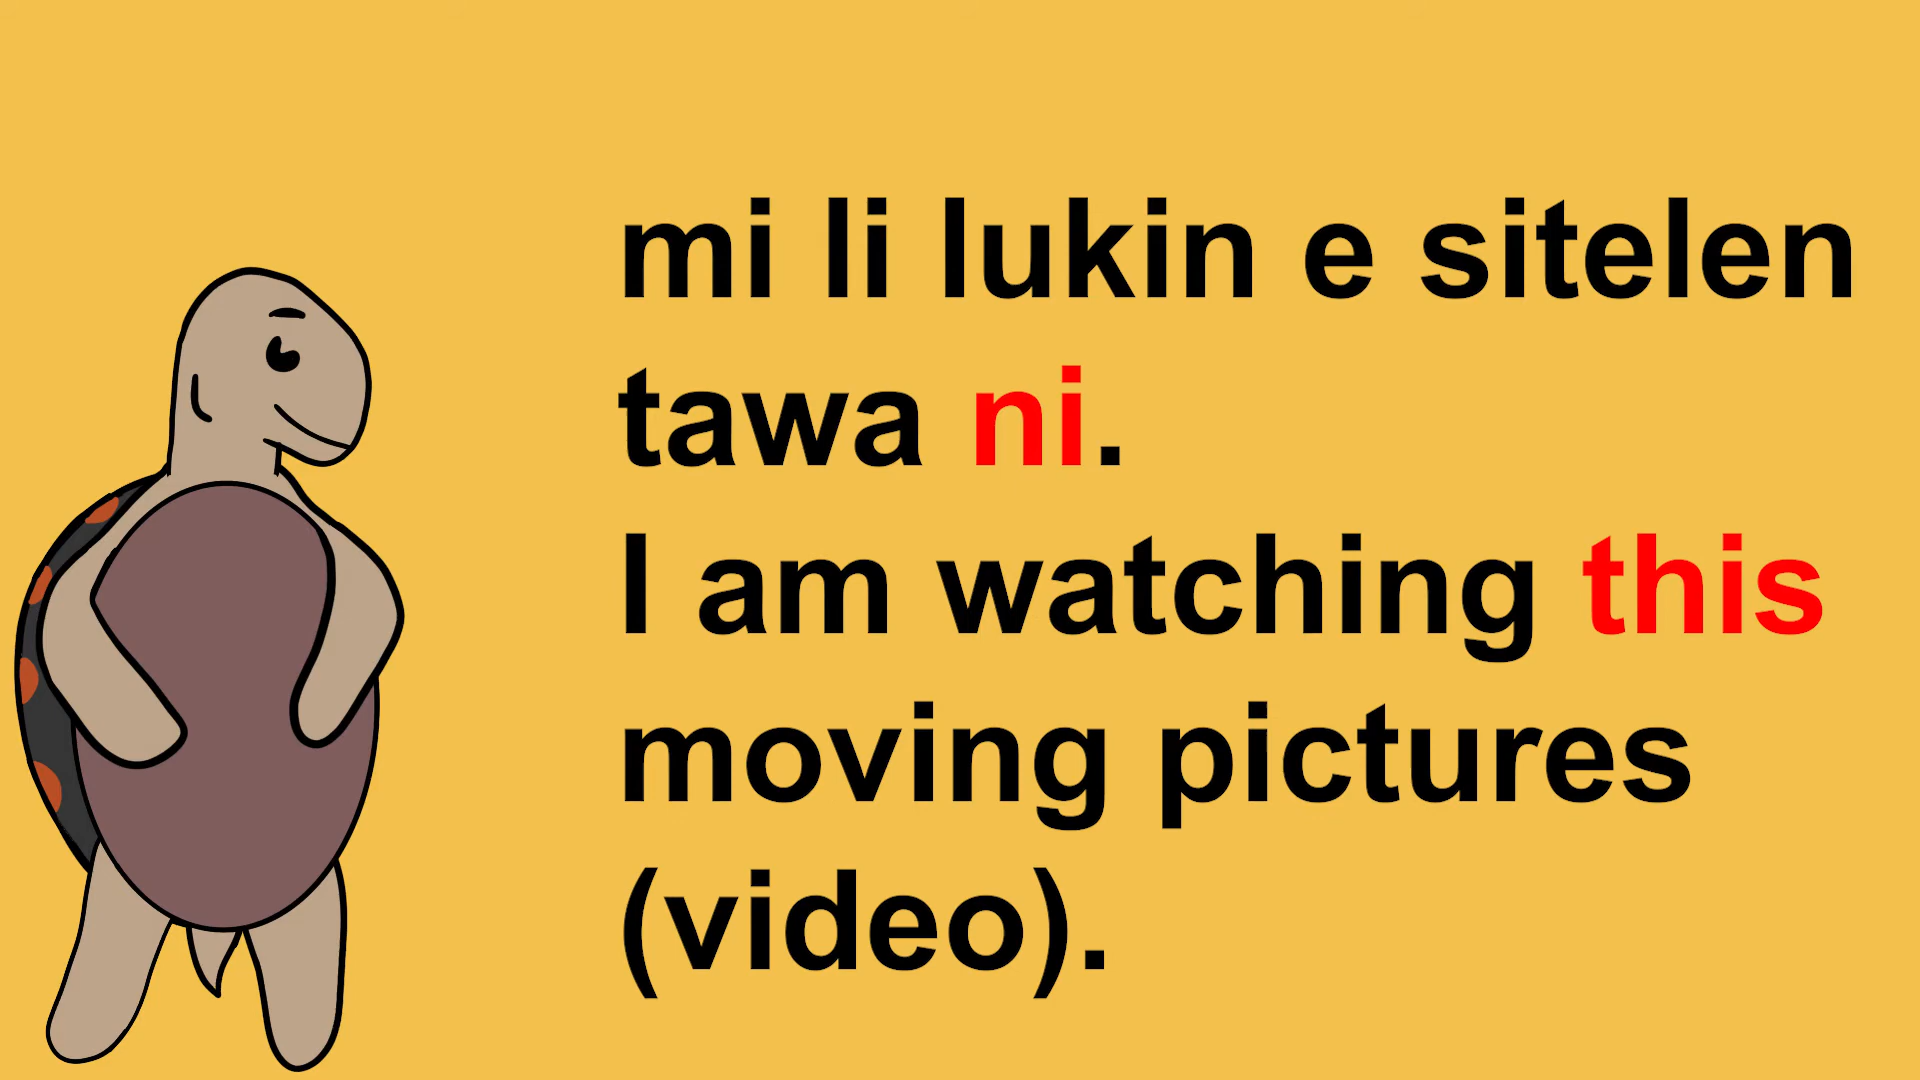 mi li lukin e sitelen
tawa ni.
I am watching this
moving pictures
(video).